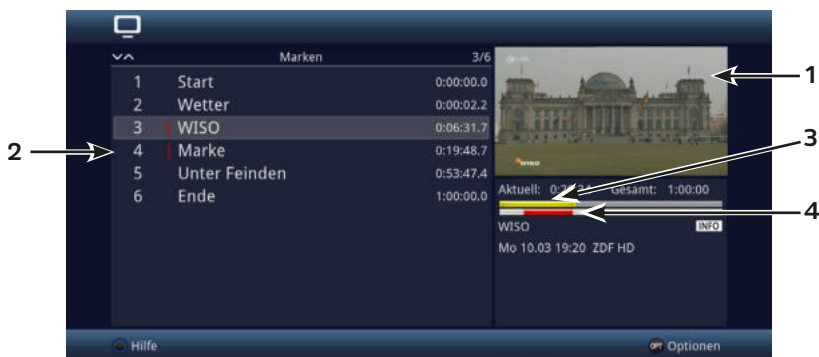 Marken 3/6
1 Start 0:00:00.0
2 Wetter 0:00:02.2
3 WISO 0:06:31.7
4 Marke 0:19:48.7
5 Unter Feinden 0:53:47.4
6 Ende 1:00:00.0
WISO
Aktuell: Gesamt: 1:00:00
WISO INFO
Mo 10.03 19:20 ZDF HD
Hilfe OPT Optionen
1
2
3
4